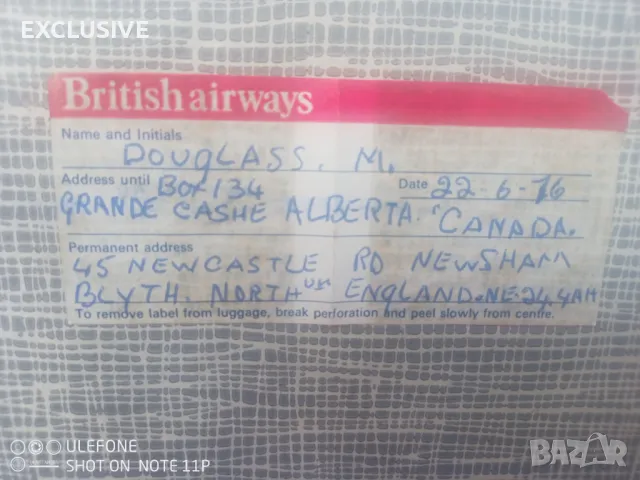 EXCLUSIVE
British airways
Name and Initials
DOUGLASS. M.
Address until BOX 134 Date 22-6-76
GRANDE CASHE ALBERTA. CANADA.
Permanent address
45 NEWCASTLE RD NEWSHAM
BLYTH. NORTH ENGLAND. NE.24.4AH
To remove label from luggage, break perforation and peel slowly from centre.
ULEFONE
SHOT ON NOTE 11P
BAZAR